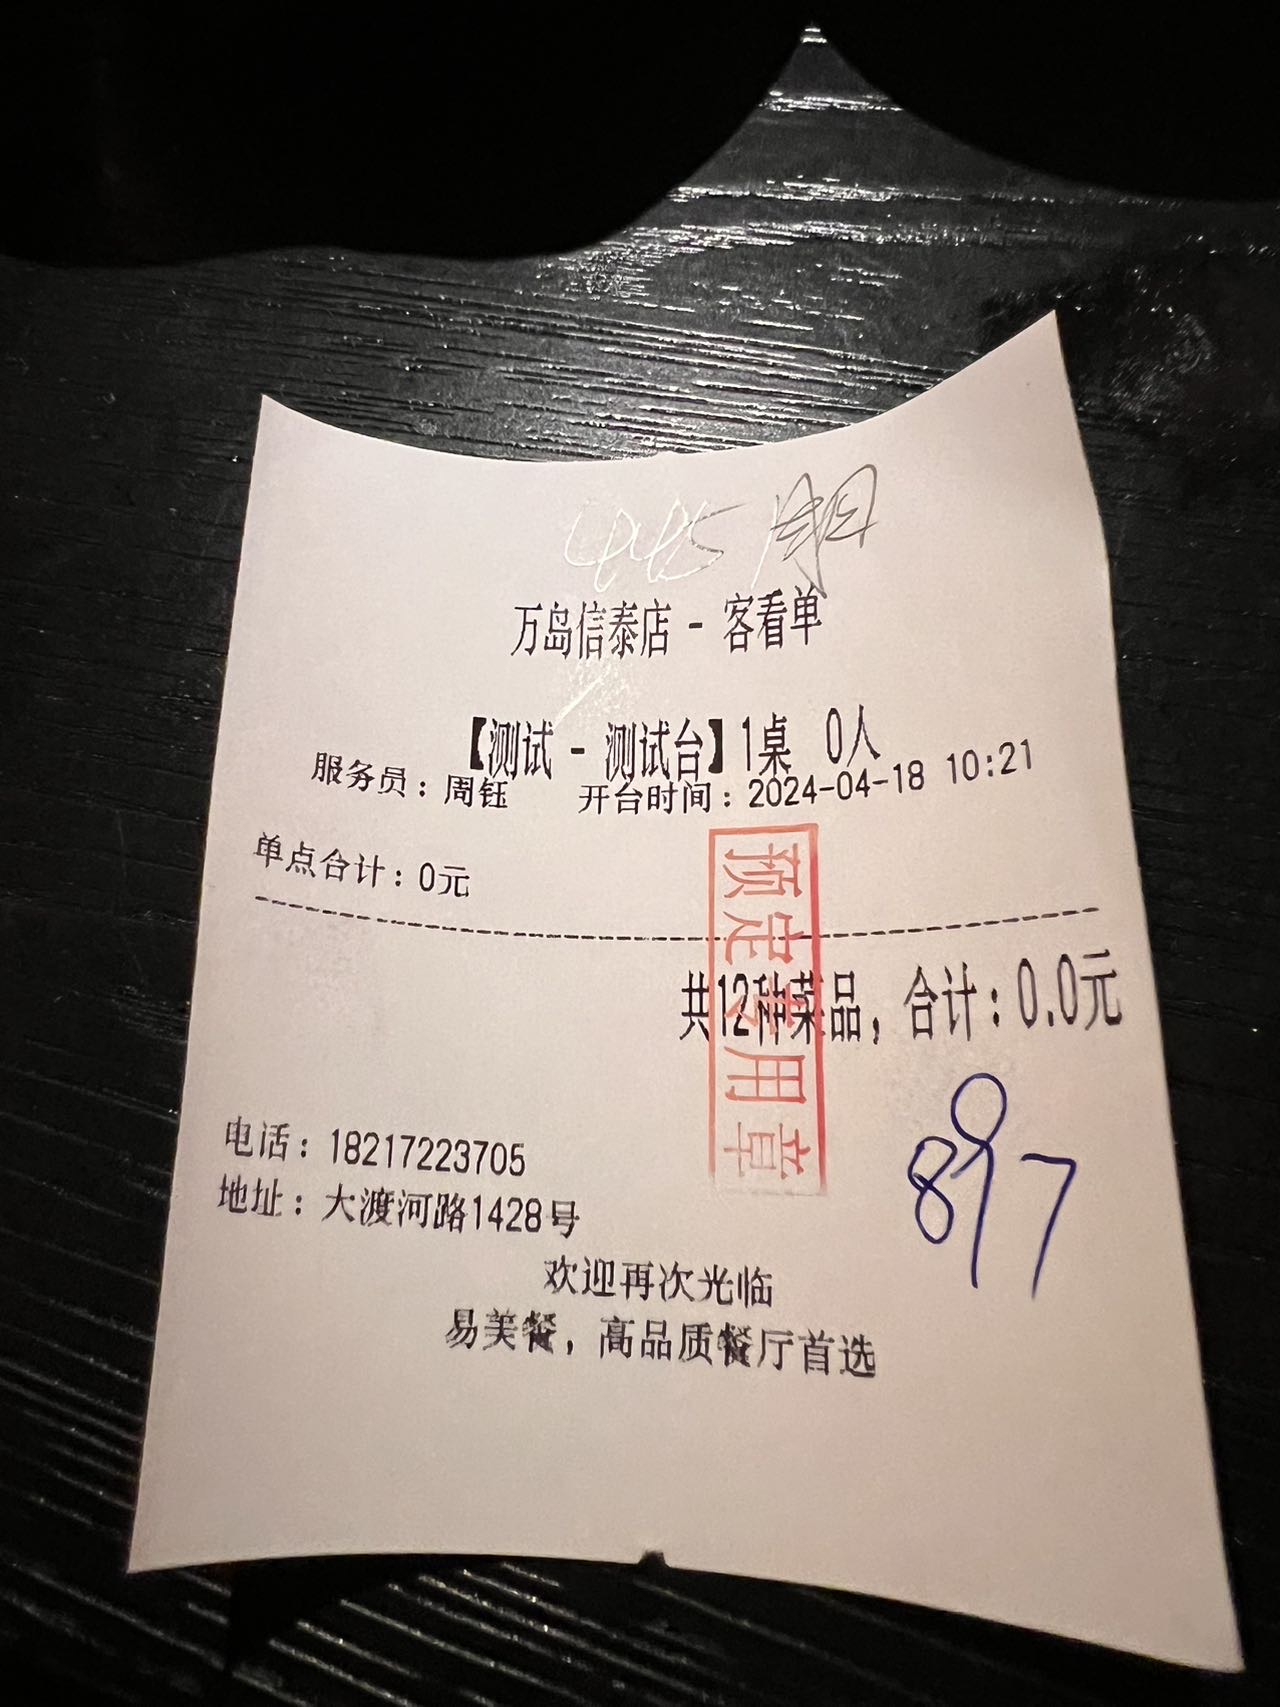 445 周
万岛信泰店 - 客看单
【测试 - 测试台】1桌 0人
服务员：周钰 开台时间：2024-04-18 10:21
单点合计：0元
预定专用章
共12种菜品，合计：0.0元
897
电话：18217223705
地址：大渡河路1428号
欢迎再次光临
易美餐，高品质餐厅首选